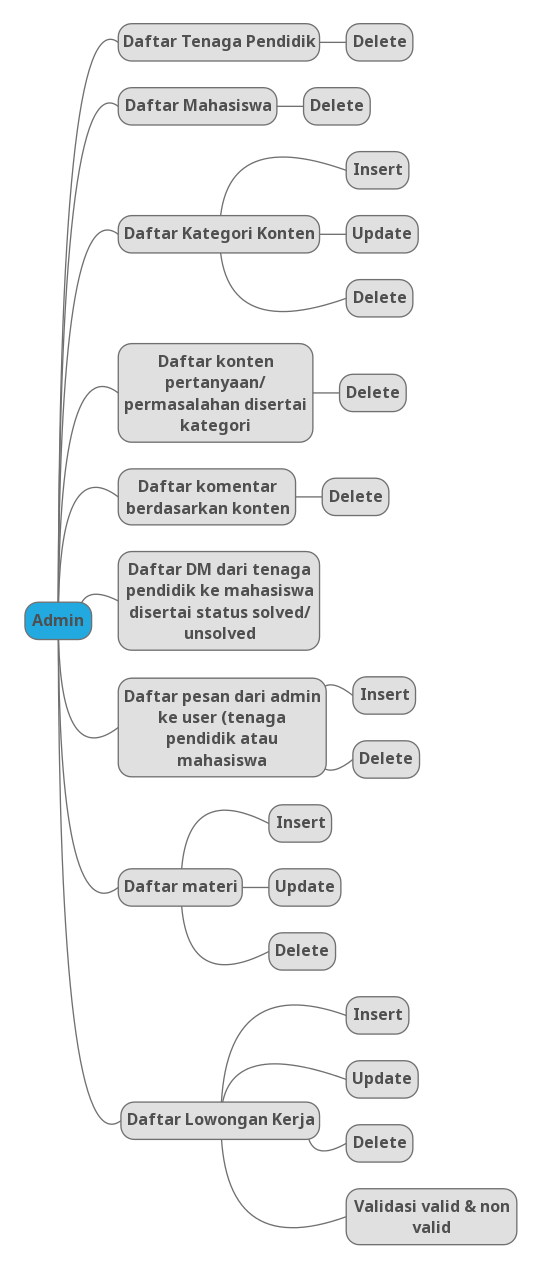 Daftar Tenaga Pendidik
Delete
Daftar Mahasiswa
Delete
Insert
Daftar Kategori Konten
Update
Delete
Daftar konten
pertanyaan/
permasalahan disertai
kategori
Delete
Daftar komentar
berdasarkan konten
Delete
Daftar DM dari tenaga
pendidik ke mahasiswa
disertai status solved/
unsolved
Admin
Daftar pesan dari admin
ke user (tenaga
pendidik atau
mahasiswa
Insert
Delete
Insert
Daftar materi
Update
Delete
Insert
Update
Daftar Lowongan Kerja
Delete
Validasi valid & non
valid